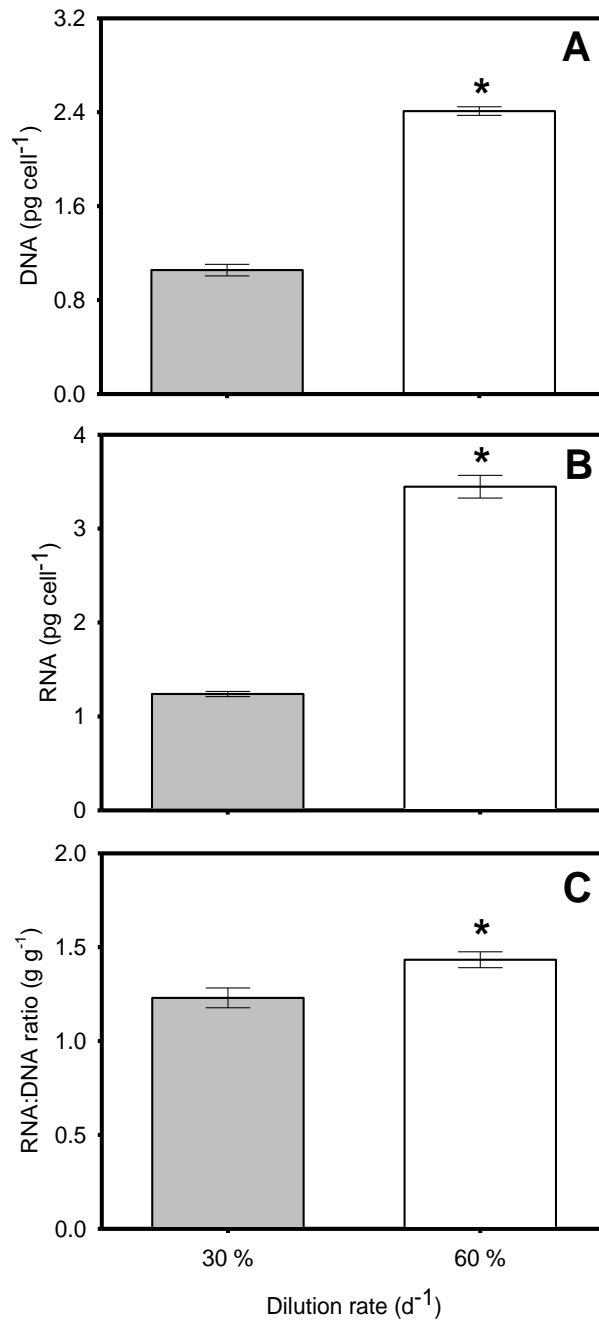 A
DNA (pg cell⁻¹)
3.2
2.4
1.6
0.8
0.0
*
B
RNA (pg cell⁻¹)
4
3
2
1
0
*
C
RNA:DNA ratio (g g⁻¹)
2.0
1.5
1.0
0.5
0.0
*
30 % 60 %
Dilution rate (d⁻¹)